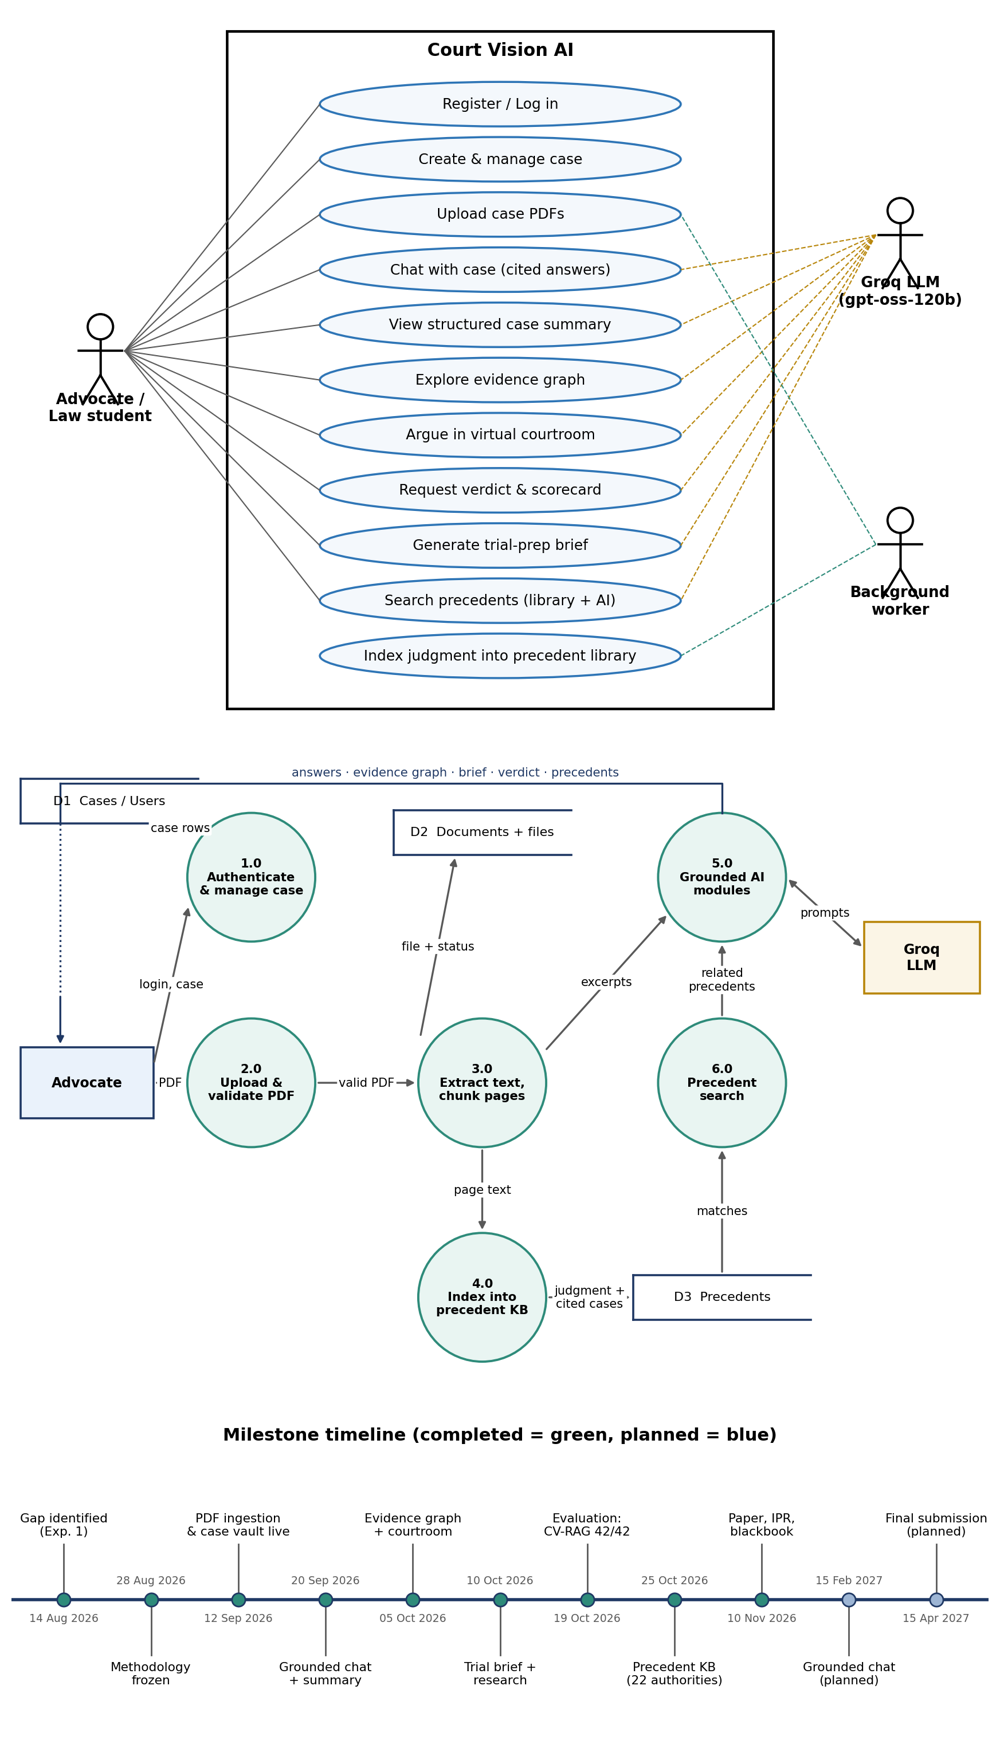 Court Vision AI
Register / Log in
Create & manage case
Upload case PDFs
Chat with case (cited answers)
View structured case summary
Explore evidence graph
Argue in virtual courtroom
Request verdict & scorecard
Generate trial-prep brief
Search precedents (library + AI)
Index judgment into precedent library
Advocate /
Law student
Groq LLM
(gpt-oss-120b)
Background
worker
answers · evidence graph · brief · verdict · precedents
D1 Cases / Users
case rows
D2 Documents + files
1.0
Authenticate
& manage case
5.0
Grounded AI
modules
prompts
Groq
LLM
file + status
login, case
excerpts
related
precedents
Advocate
PDF
2.0
Upload &
validate PDF
valid PDF
3.0
Extract text,
chunk pages
6.0
Precedent
search
page text
matches
4.0
Index into
precedent KB
judgment +
cited cases
D3 Precedents
Milestone timeline (completed = green, planned = blue)
Gap identified
(Exp. 1)
14 Aug 2026
28 Aug 2026
Methodology
frozen
PDF ingestion
& case vault live
12 Sep 2026
20 Sep 2026
Grounded chat
+ summary
Evidence graph
+ courtroom
05 Oct 2026
10 Oct 2026
Trial brief +
research
Evaluation:
CV-RAG 42/42
19 Oct 2026
25 Oct 2026
Precedent KB
(22 authorities)
Paper, IPR,
blackbook
10 Nov 2026
15 Feb 2027
Grounded chat
(planned)
Final submission
(planned)
15 Apr 2027